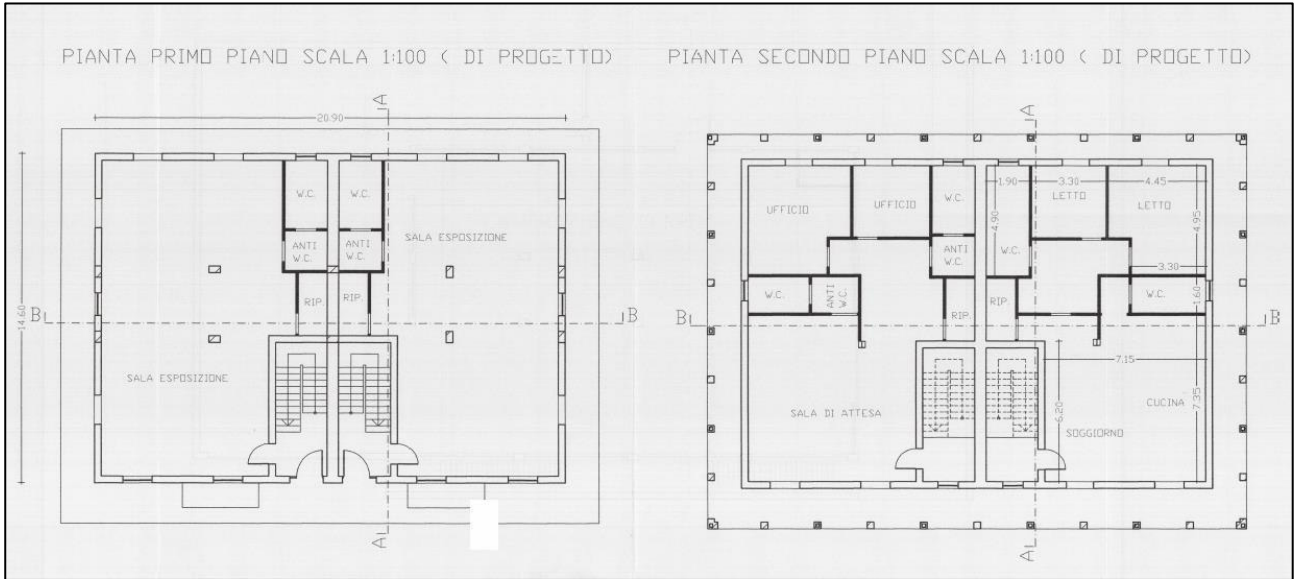 PIANTA PRIMO PIANO SCALA 1:100 ( DI PROGETTO)
A
20.90
14.60
W.C.
W.C.
ANTI W.C.
ANTI W.C.
SALA ESPOSIZIONE
RIP.
RIP.
B
B
SALA ESPOSIZIONE
A
PIANTA SECONDO PIANO SCALA 1:100 ( DI PROGETTO)
A
UFFICIO
UFFICIO
W.C.
1.90
3.30
4.45
LETTO
LETTO
4.90
4.95
ANTI W.C.
W.C.
3.30
W.C.
ANTI W.C.
RIP.
RIP.
W.C.
1.60
B
B
7.15
SALA DI ATTESA
6.20
CUCINA
7.35
SOGGIORNO
A